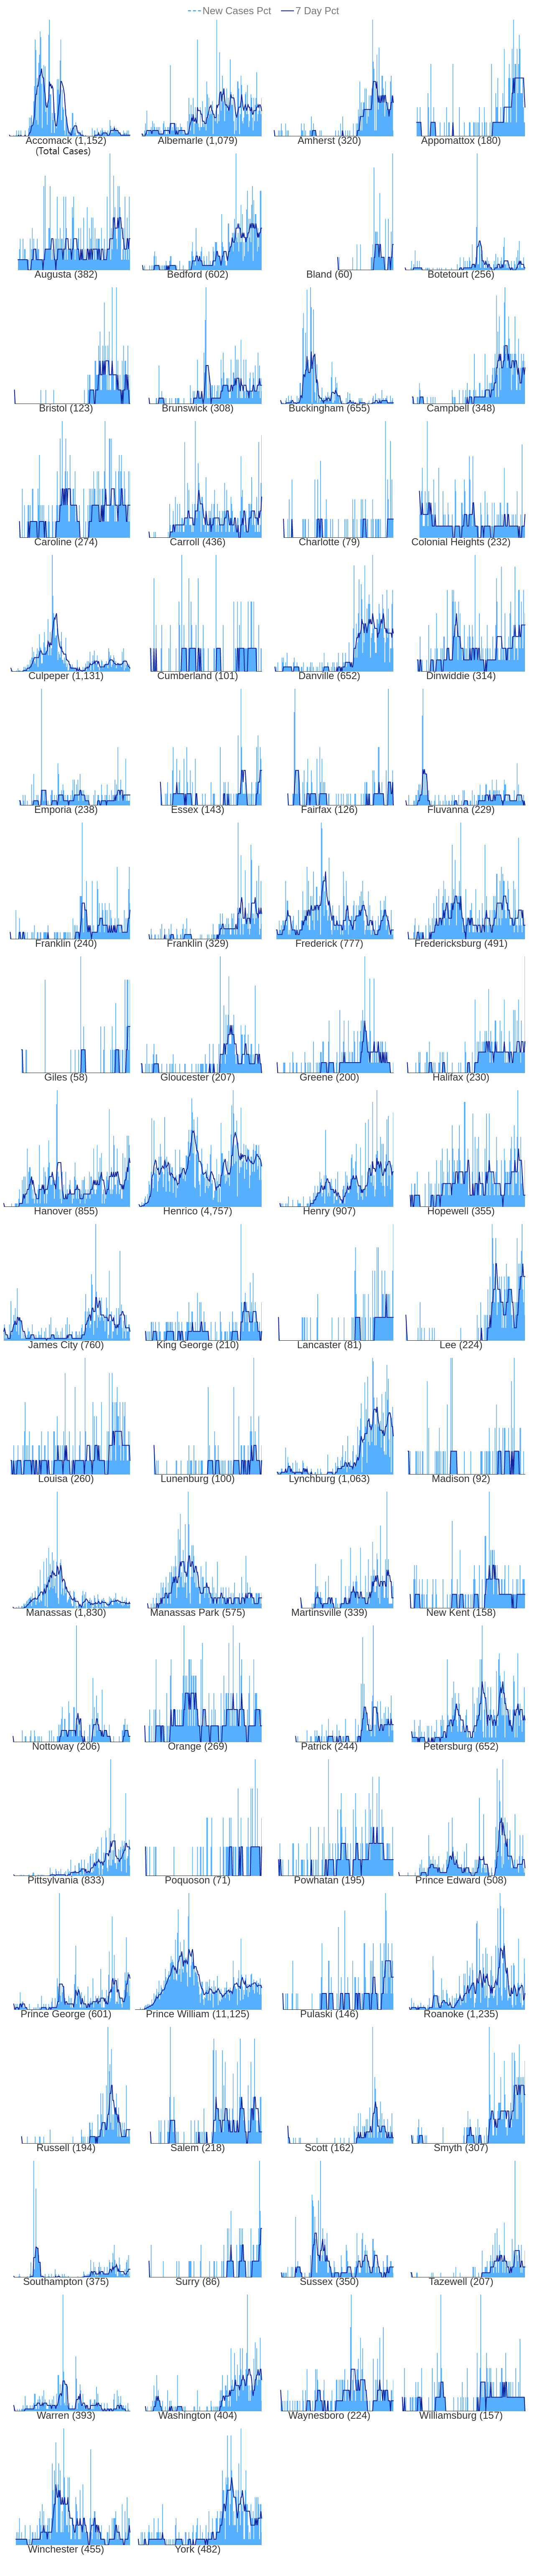 New Cases Pct 7 Day Pct
Accomack (1,152) Albemarle (1,079) Amherst (320) Appomattox (180)
(Total Cases)
Augusta (382) Bedford (602) Bland (60) Botetourt (256)
Bristol (123) Brunswick (308) Buckingham (655) Campbell (348)
Caroline (274) Carroll (436) Charlotte (79) Colonial Heights (232)
Culpeper (1,131) Cumberland (101) Danville (652) Dinwiddie (314)
Emporia (238) Essex (143) Fairfax (126) Fluvanna (229)
Franklin (240) Franklin (329) Frederick (777) Fredericksburg (491)
Giles (58) Gloucester (207) Greene (200) Halifax (230)
Hanover (855) Henrico (4,757) Henry (907) Hopewell (355)
James City (760) King George (210) Lancaster (81) Lee (224)
Louisa (260) Lunenburg (100) Lynchburg (1,063) Madison (92)
Manassas (1,830) Manassas Park (575) Martinsville (339) New Kent (158)
Nottoway (206) Orange (269) Patrick (244) Petersburg (652)
Pittsylvania (833) Poquoson (71) Powhatan (195) Prince Edward (508)
Prince George (601) Prince William (11,125) Pulaski (146) Roanoke (1,235)
Russell (194) Salem (218) Scott (162) Smyth (307)
Southampton (375) Surry (86) Sussex (350) Tazewell (207)
Warren (393) Washington (404) Waynesboro (224) Williamsburg (157)
Winchester (455) York (482)